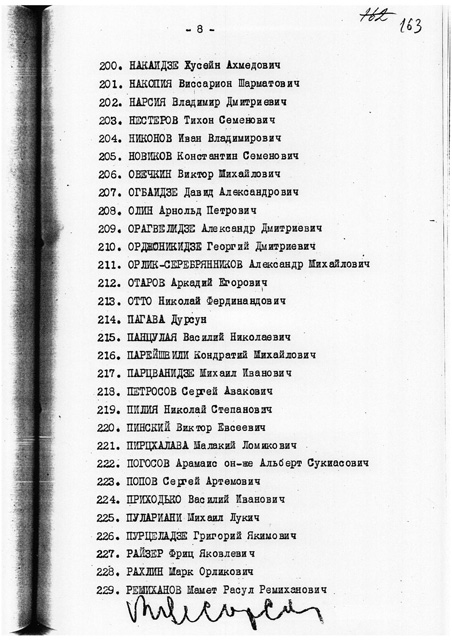 - 8 -
162 163
200. НАКАИДЗЕ Хусейн Ахмедович
201. НАКОПИЯ Виссарион Шарматович
202. НАРСИЯ Владимир Дмитриевич
203. НЕСТЕРОВ Тихон Семенович
204. НИКОНОВ Иван Владимирович
205. НОВИКОВ Константин Семенович
206. ОВЕЧКИН Виктор Михайлович
207. ОГБАИДЗЕ Давид Александрович
208. ОЛИН Арнольд Петрович
209. ОРАГВЕЛИДЗЕ Александр Дмитриевич
210. ОРДЖОНИКИДЗЕ Георгий Дмитриевич
211. ОРЛИК-СЕРЕБРЯННИКОВ Александр Михайлович
212. ОТАРОВ Аркадий Егорович
213. ОТТО Николай Фердинандович
214. ПАГАВА Дурсун
215. ПАНЦУЛАЯ Василий Николаевич
216. ПАРЕЙШВИЛИ Кондратий Михайлович
217. ПАРЦВАНИДЗЕ Михаил Иванович
218. ПЕТРОСОВ Сергей Авакович
219. ПИЛИЯ Николай Степанович
220. ПИНСКИЙ Виктор Евсеевич
221. ПИРЦХАЛАВА Малакий Ломикович
222. ПОГОСОВ Арамаис он-же Альберт Сукиасович
223. ПОПОВ Сергей Артемович
224. ПРИХОДЬКО Василий Иванович
225. ПУЛАРИАНИ Михаил Лукич
226. ПУРЦЕЛАДЗЕ Григорий Якимович
227. РАЙЗЕР Фриц Яковлевич
228. РАХЛИН Марк Орликович
229. РЕМИХАНОВ Мамет Расул Ремиханович